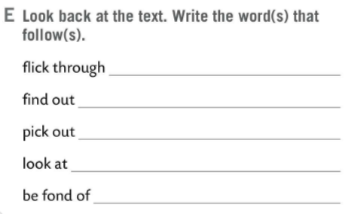 E Look back at the text. Write the word(s) that
follow(s).
flick through
find out
pick out
look at
be fond of